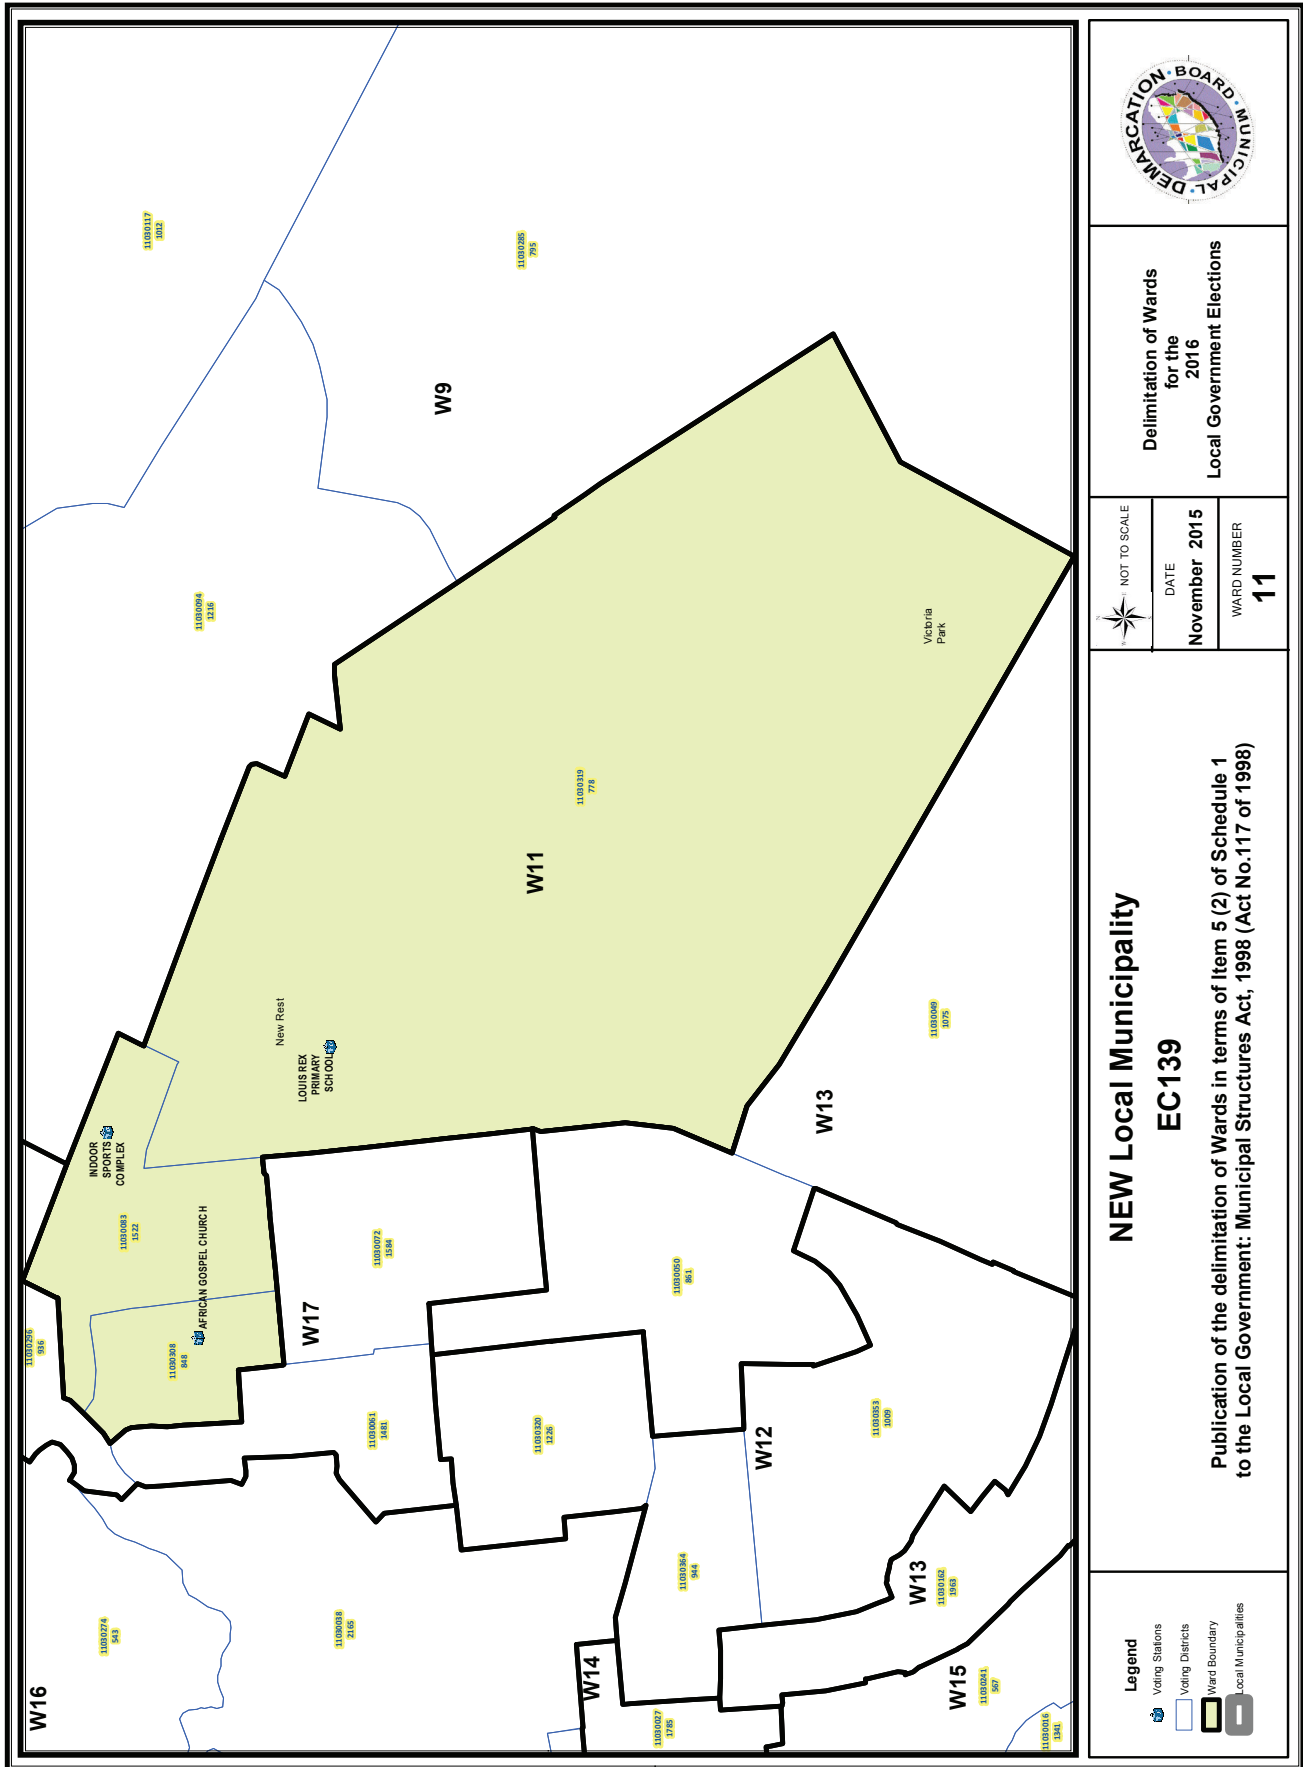 W16
W9
W11
W17
W13
W12
W13
W14
W15
11030117
1012
11030285
795
11030094
1216
11030319
778
11030049
1075
11030083
1522
11030308
848
11030296
936
11030072
1584
11030061
1481
11030050
861
11030320
1226
11030353
1009
11030364
944
11030162
1963
11030241
567
11030016
1341
11030027
1785
11030038
2165
11030274
543
INDOOR
SPORTS
COMPLEX
AFRICAN GOSPEL CHURCH
New Rest
LOUIS REX
PRIMARY
SCHOOL
Victoria
Park
Legend
Voting Stations
Voting Districts
Ward Boundary
Local Municipalities
NEW Local Municipality
EC139
Publication of the delimitation of Wards in terms of Item 5 (2) of Schedule 1
to the Local Government: Municipal Structures Act, 1998 (Act No.117 of 1998)
NOT TO SCALE
DATE
November 2015
WARD NUMBER
11
Delimitation of Wards
for the
2016
Local Government Elections
MUNICIPAL DEMARCATION BOARD